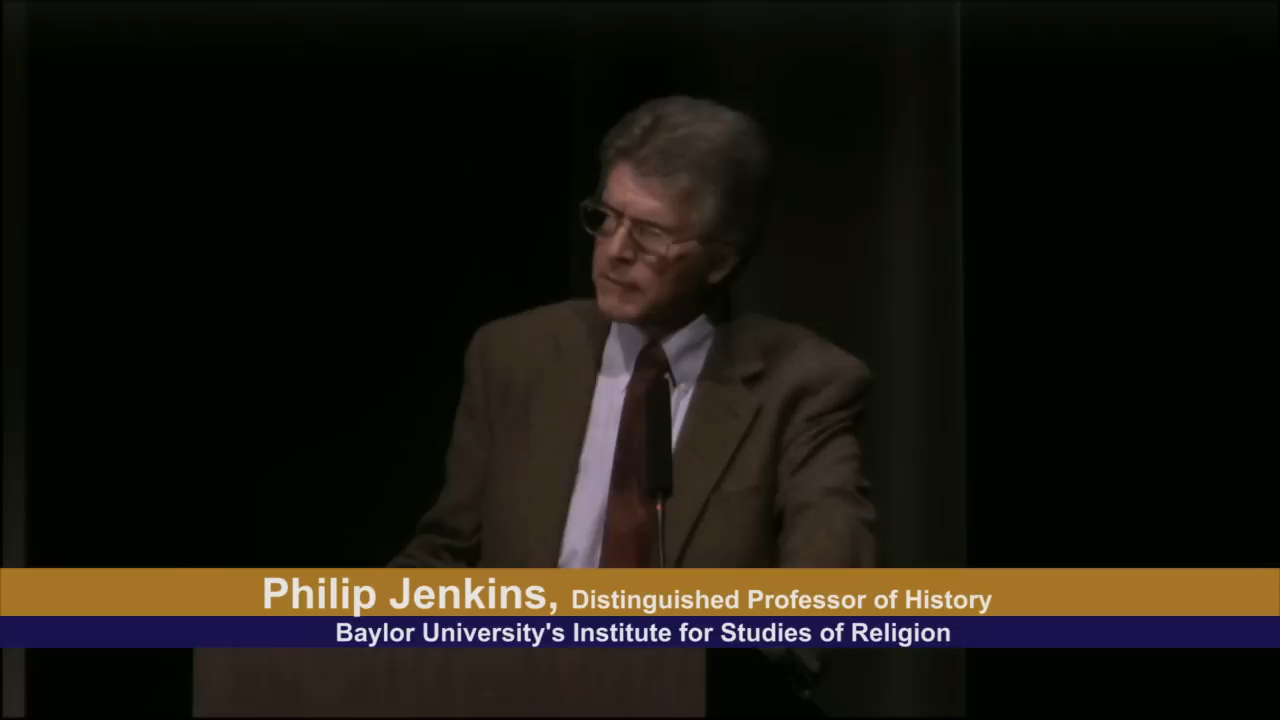 Philip Jenkins, Distinguished Professor of History
Baylor University's Institute for Studies of Religion